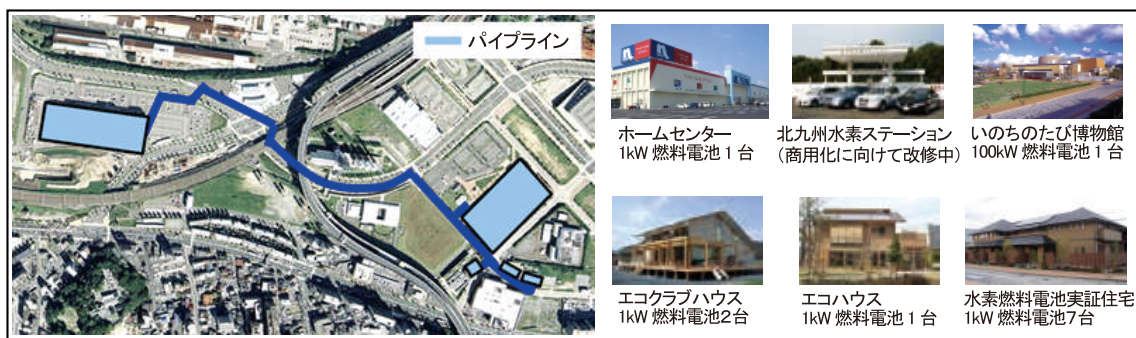 パイプライン
ホームセンター
1kW 燃料電池1台
北九州水素ステーション
（商用化に向けて改修中）
いのちのたび博物館
100kW 燃料電池1台
エコクラブハウス
1kW 燃料電池2台
エコハウス
1kW 燃料電池1台
水素燃料電池実証住宅
1kW 燃料電池7台